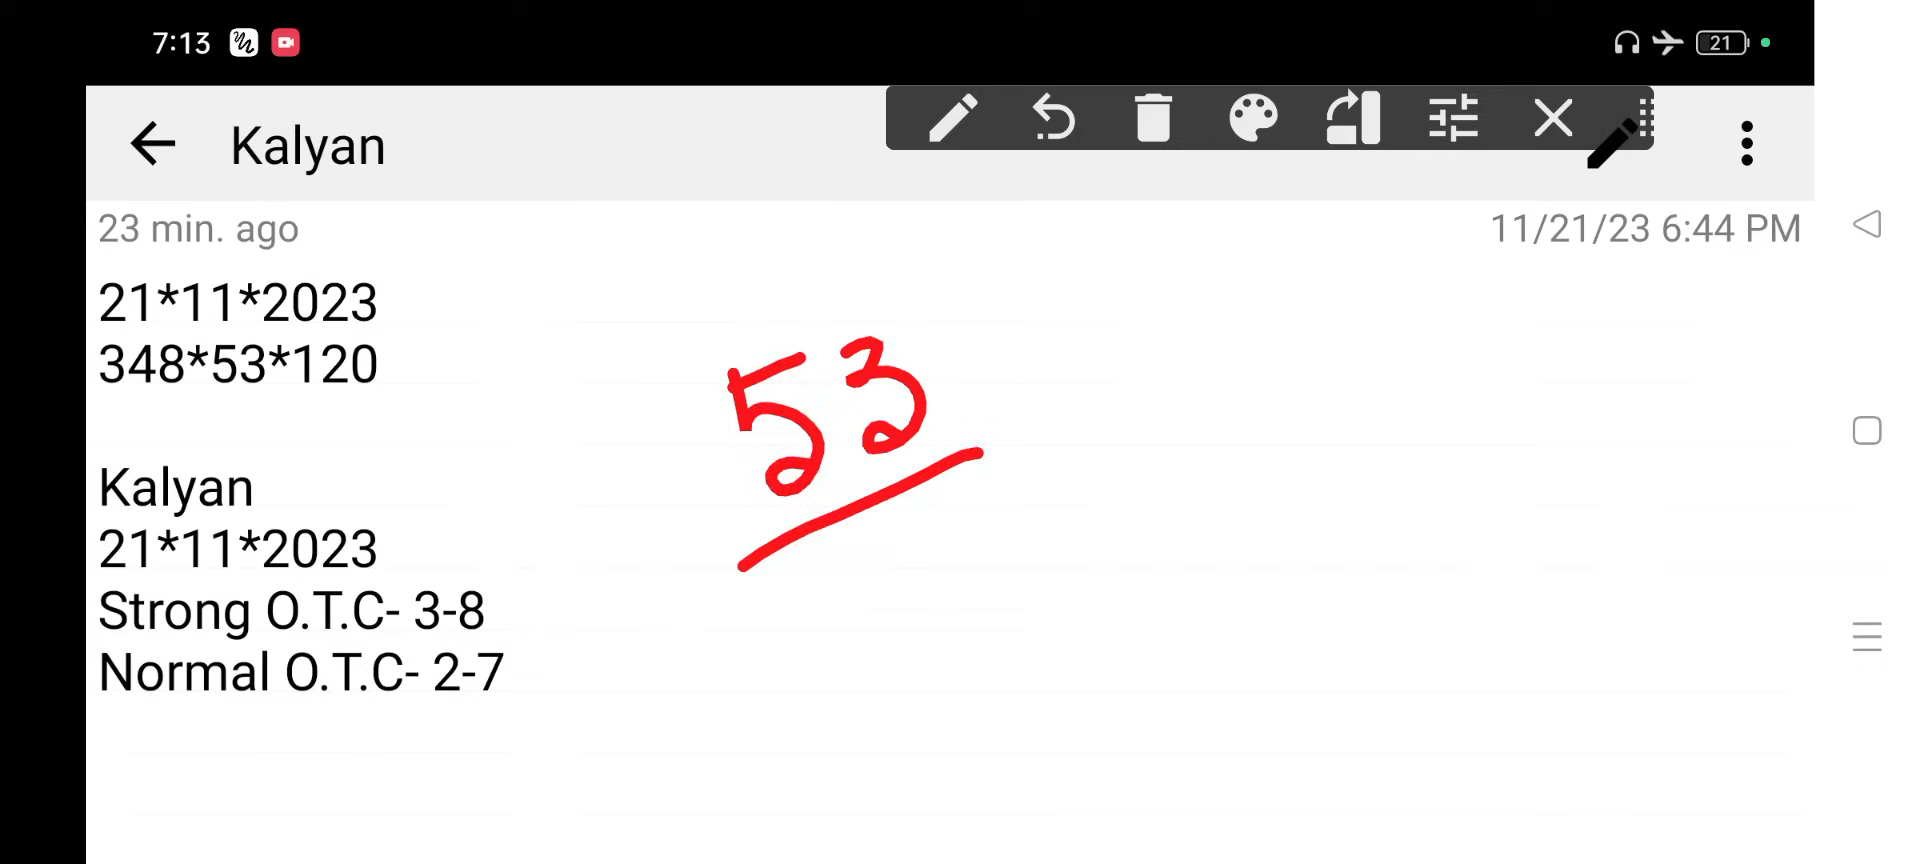 7:13
21
Kalyan
23 min. ago
11/21/23 6:44 PM
21*11*2023
348*53*120
53
Kalyan
21*11*2023
Strong O.T.C- 3-8
Normal O.T.C- 2-7